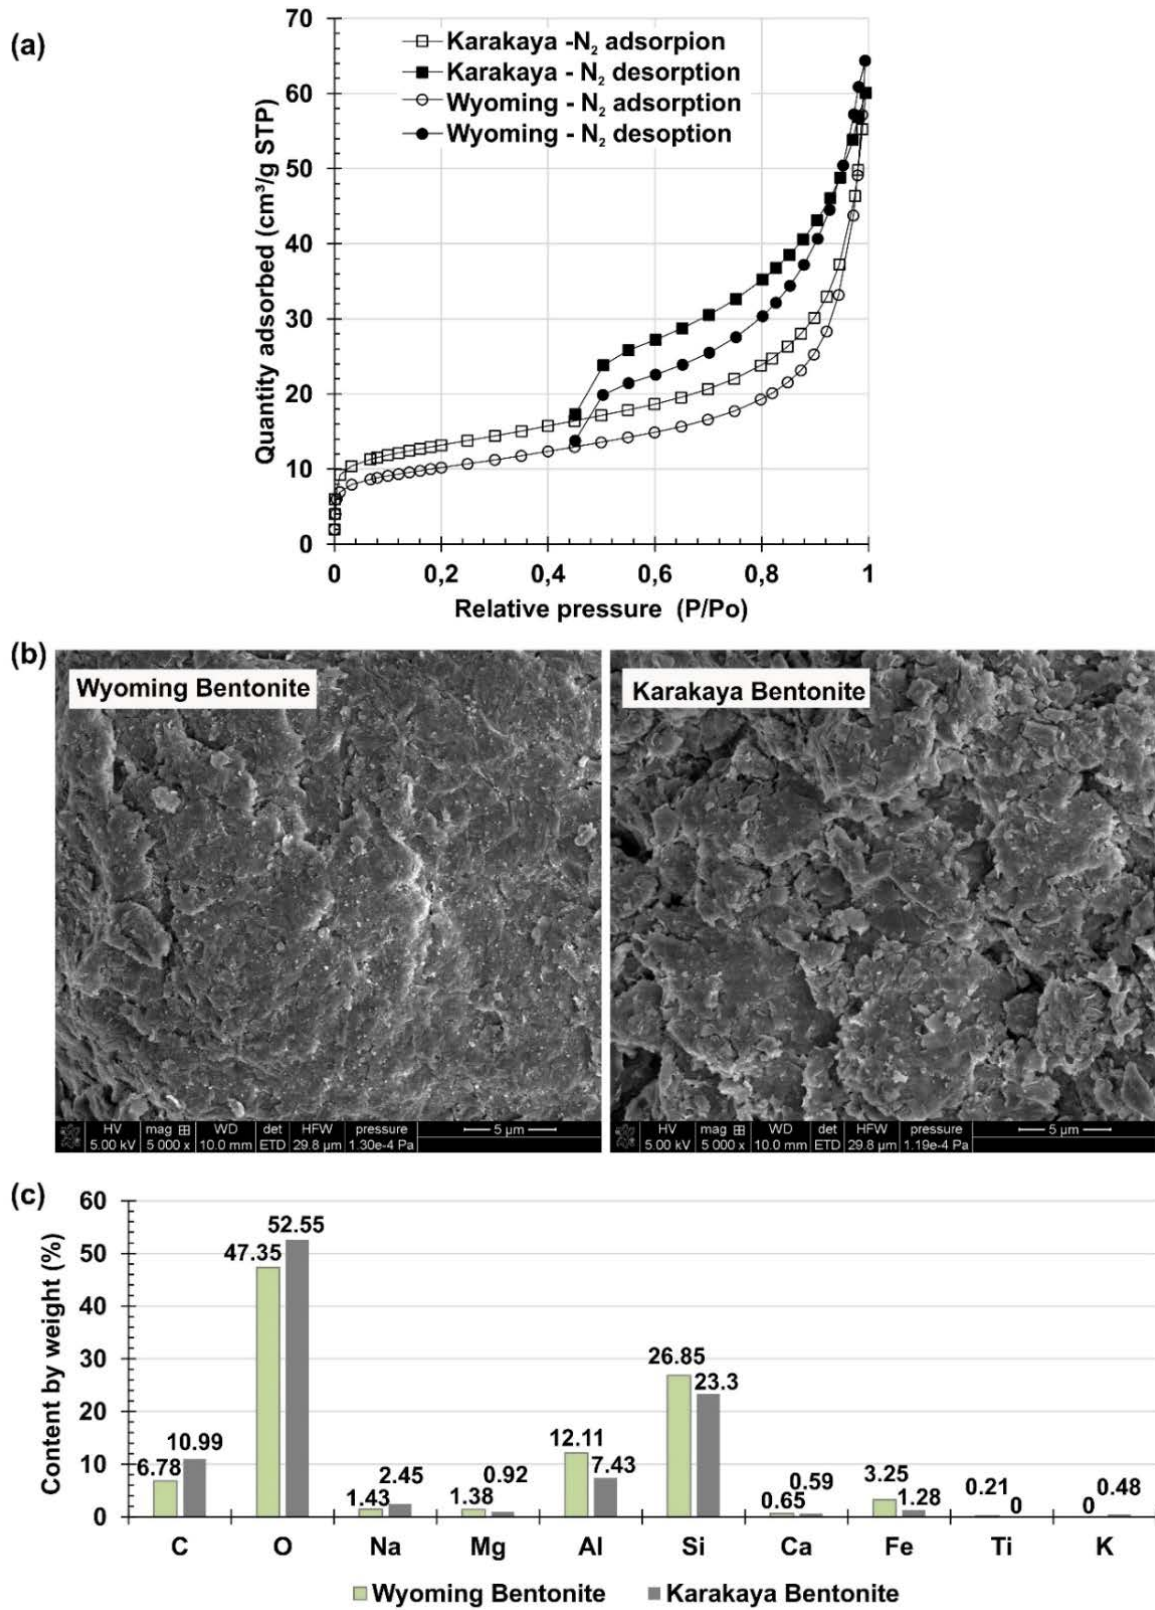 (a)
70
60
50
40
30
20
10
0
Quantity adsorbed (cm³/g STP)
Karakaya -N₂ adsorpion
Karakaya - N₂ desorption
Wyoming - N₂ adsorption
Wyoming - N₂ desoption
0 0,2 0,4 0,6 0,8 1
Relative pressure (P/Po)
(b)
Wyoming Bentonite
HV mag WD det HFW pressure
5.00 kV 5 000 x 10.0 mm ETD 29.8 µm 1.30e-4 Pa
5 µm
Karakaya Bentonite
HV mag WD det HFW pressure
5.00 kV 5 000 x 10.0 mm ETD 29.8 µm 1.19e-4 Pa
5 µm
(c)
60
50
40
30
20
10
0
Content by weight (%)
6.78 10.99
47.35 52.55
1.43 2.45
1.38 0.92
12.11 7.43
26.85 23.3
0.65 0.59
3.25 1.28
0.21 0
0 0.48
C O Na Mg Al Si Ca Fe Ti K
Wyoming Bentonite Karakaya Bentonite